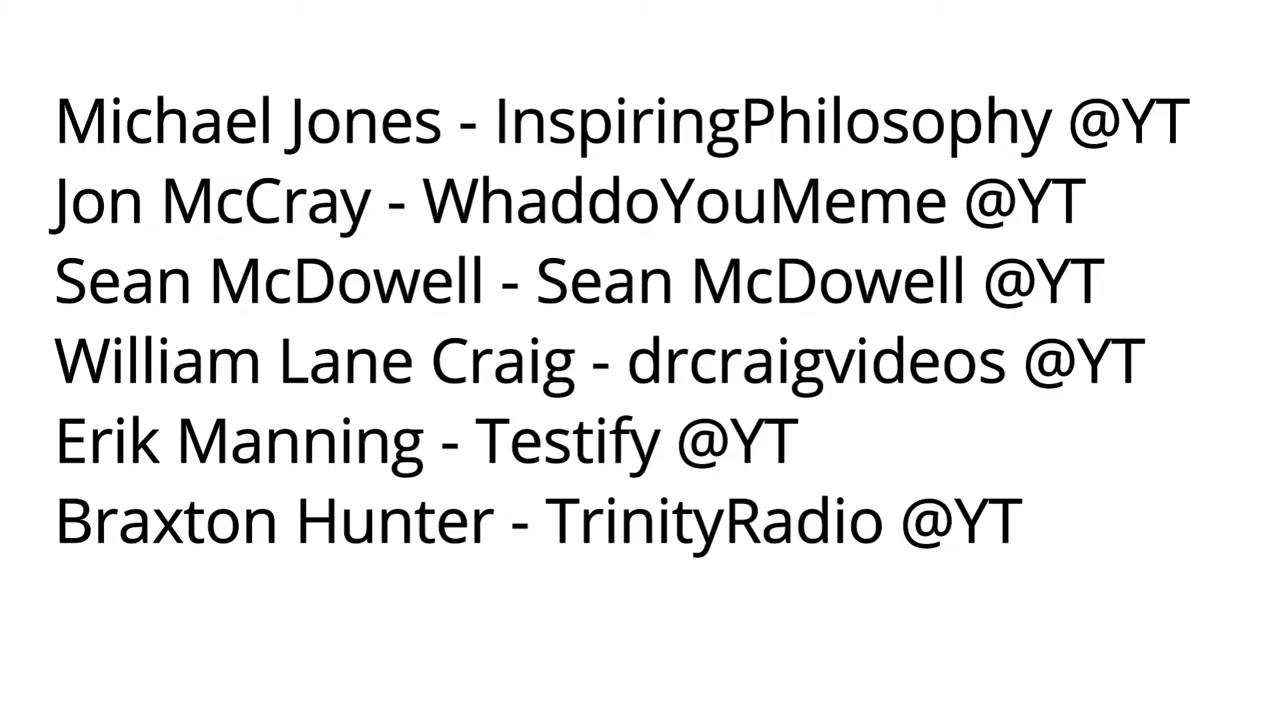 Michael Jones - InspiringPhilosophy @YT
Jon McCray - WhaddoYouMeme @YT
Sean McDowell - Sean McDowell @YT
William Lane Craig - drcraigvideos @YT
Erik Manning - Testify @YT
Braxton Hunter - TrinityRadio @YT